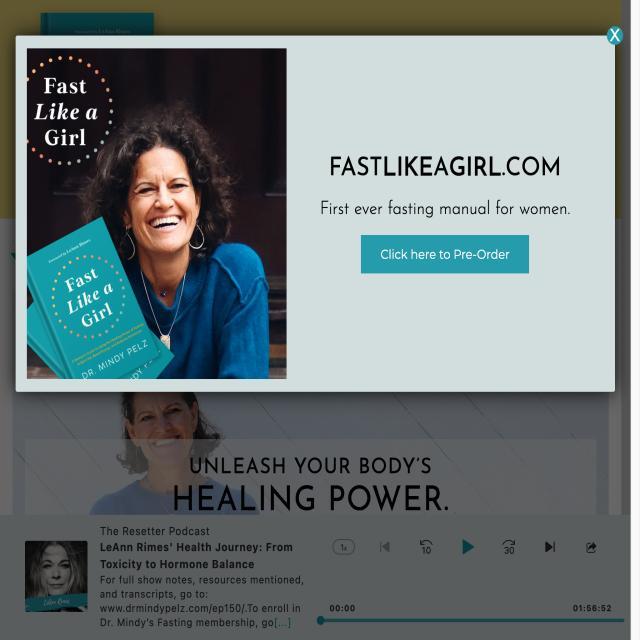 Fast
Like a
Girl
FASTLIKEAGIRL.COM
First ever fasting manual for women.
Click here to Pre-Order
X
Fast
Like a
Girl
DR. MINDY PELZ
UNLEASH YOUR BODY'S
HEALING POWER.
The Resetter Podcast
LeAnn Rimes' Health Journey: From
Toxicity to Hormone Balance
For full show notes, resources mentioned,
and transcripts, go to:
www.drmindypelz.com/ep150/.To enroll in
Dr. Mindy's Fasting membership, go[...]
1x
10
30
00:00
01:56:52